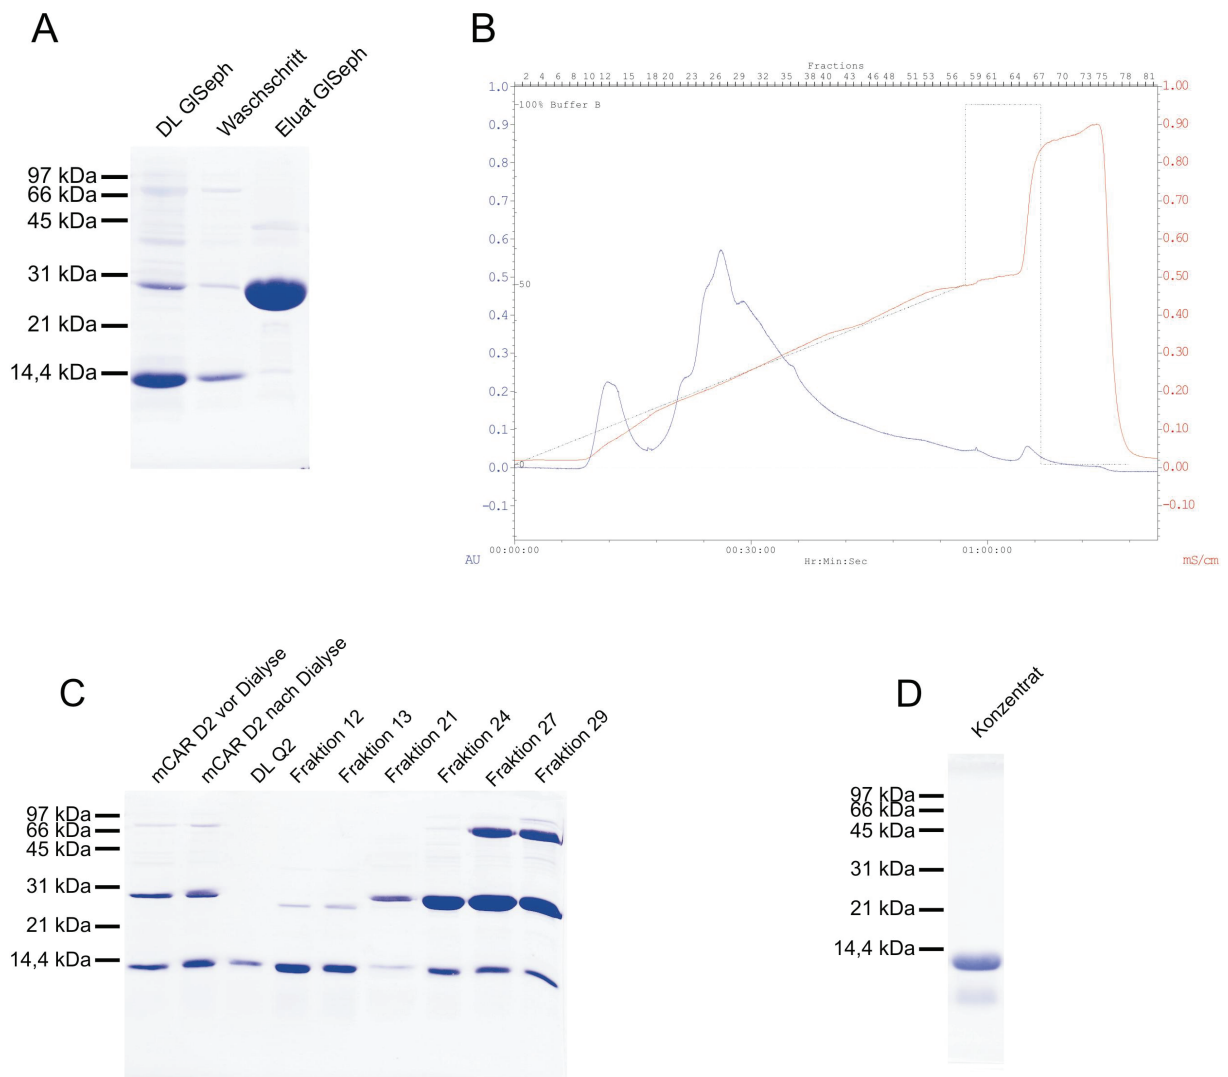 A
DL GlSeph
Waschschritt
Eluat GlSeph
97 kDa
66 kDa
45 kDa
31 kDa
21 kDa
14,4 kDa
B
Fractions
2 4 6 8 10 12 15 18 20 23 26 29 32 35 38 40 43 46 48 51 53 56 59 61 64 67 70 73 75 78 81
100% Buffer B
50
0
1.0
0.9
0.8
0.7
0.6
0.5
0.4
0.3
0.2
0.1
0.0
-0.1
AU
1.00
0.90
0.80
0.70
0.60
0.50
0.40
0.30
0.20
0.10
0.00
-0.10
mS/cm
00:00:00 00:30:00 01:00:00
Hr:Min:Sec
C
mCAR D2 vor Dialyse
mCAR D2 nach Dialyse
DL Q2
Fraktion 12
Fraktion 13
Fraktion 21
Fraktion 24
Fraktion 27
Fraktion 29
97 kDa
66 kDa
45 kDa
31 kDa
21 kDa
14,4 kDa
D
Konzentrat
97 kDa
66 kDa
45 kDa
31 kDa
21 kDa
14,4 kDa